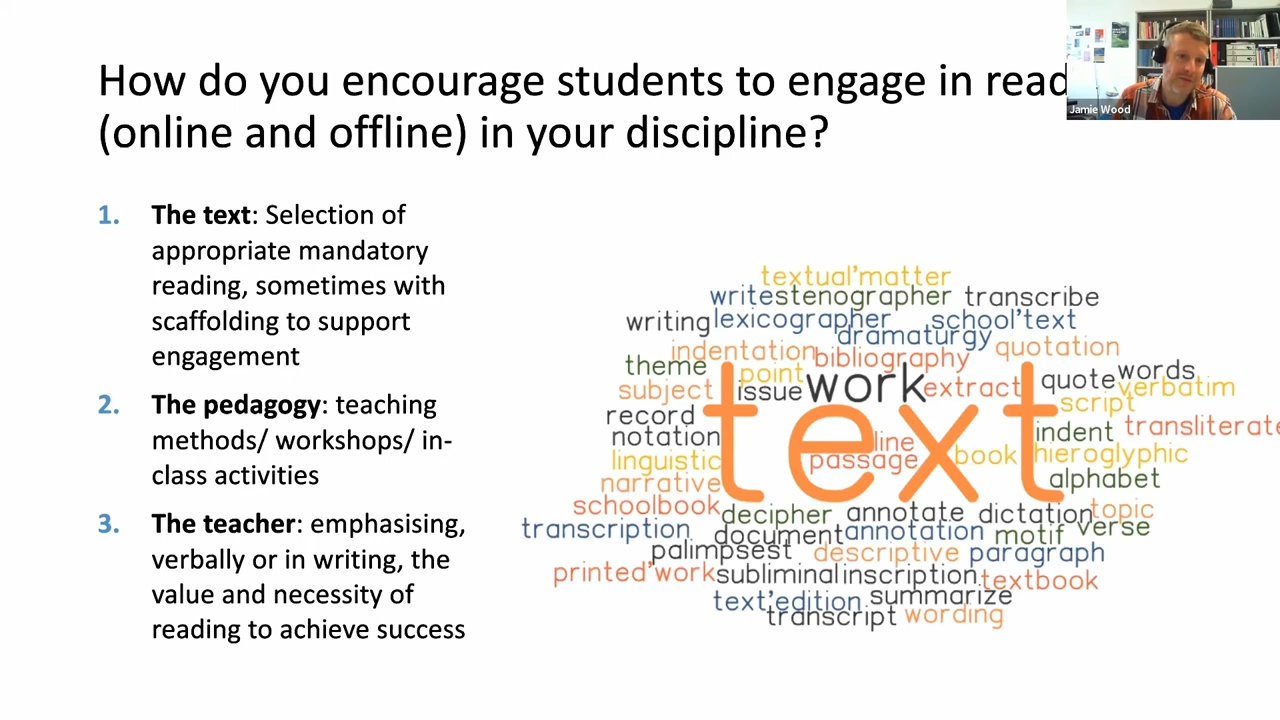 How do you encourage students to engage in read
(online and offline) in your discipline?
Jamie Wood
1. The text: Selection of
appropriate mandatory
reading, sometimes with
scaffolding to support
engagement
2. The pedagogy: teaching
methods/ workshops/ in-
class activities
3. The teacher: emphasising,
verbally or in writing, the
value and necessity of
reading to achieve success
textual'matter
write stenographer transcribe
writing lexicographer school'text
dramaturgy
indentation bibliography quotation
theme point words
subject issue work extract quote verbatim
script
record text indent transliterate
notation line
linguistic passage book hieroglyphic
narrative alphabet
schoolbook decipher annotate dictation topic
transcription document annotation motif verse
palimpsest descriptive paragraph
printed'work subliminal inscription textbook
text'edition summarize
transcript wording